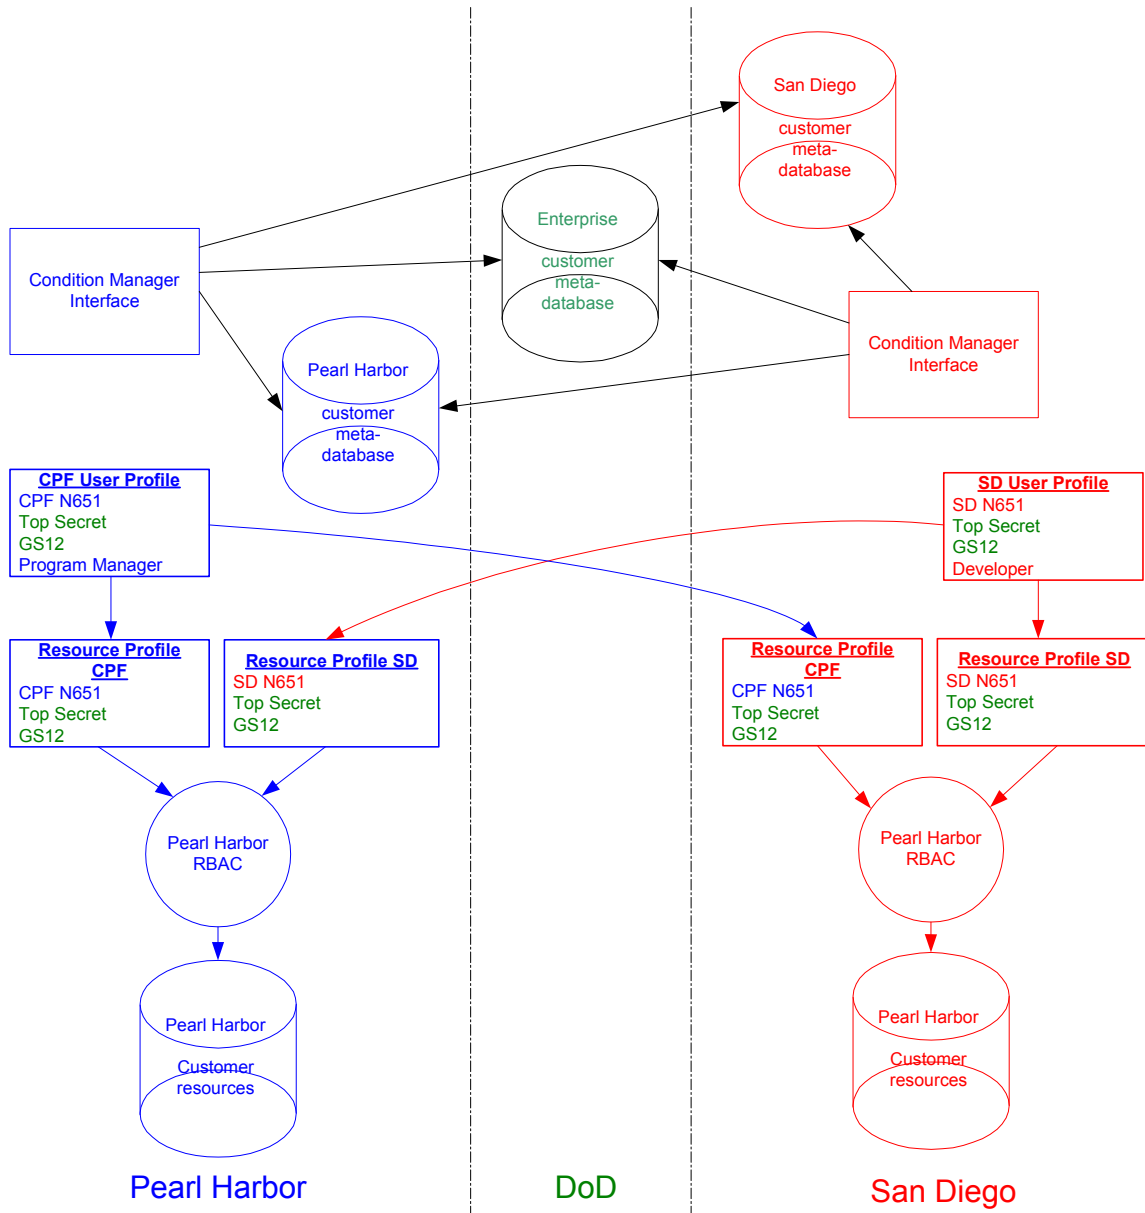 San Diego
customer
meta-
database
Enterprise
customer
meta-
database
Condition Manager
Interface
Pearl Harbor
customer
meta-
database
Condition Manager
Interface
CPF User Profile
CPF N651
Top Secret
GS12
Program Manager
SD User Profile
SD N651
Top Secret
GS12
Developer
Resource Profile
CPF
CPF N651
Top Secret
GS12
Resource Profile SD
SD N651
Top Secret
GS12
Resource Profile
CPF
CPF N651
Top Secret
GS12
Resource Profile SD
SD N651
Top Secret
GS12
Pearl Harbor
RBAC
Pearl Harbor
RBAC
Pearl Harbor
Customer
resources
Pearl Harbor
Customer
resources
Pearl Harbor
DoD
San Diego